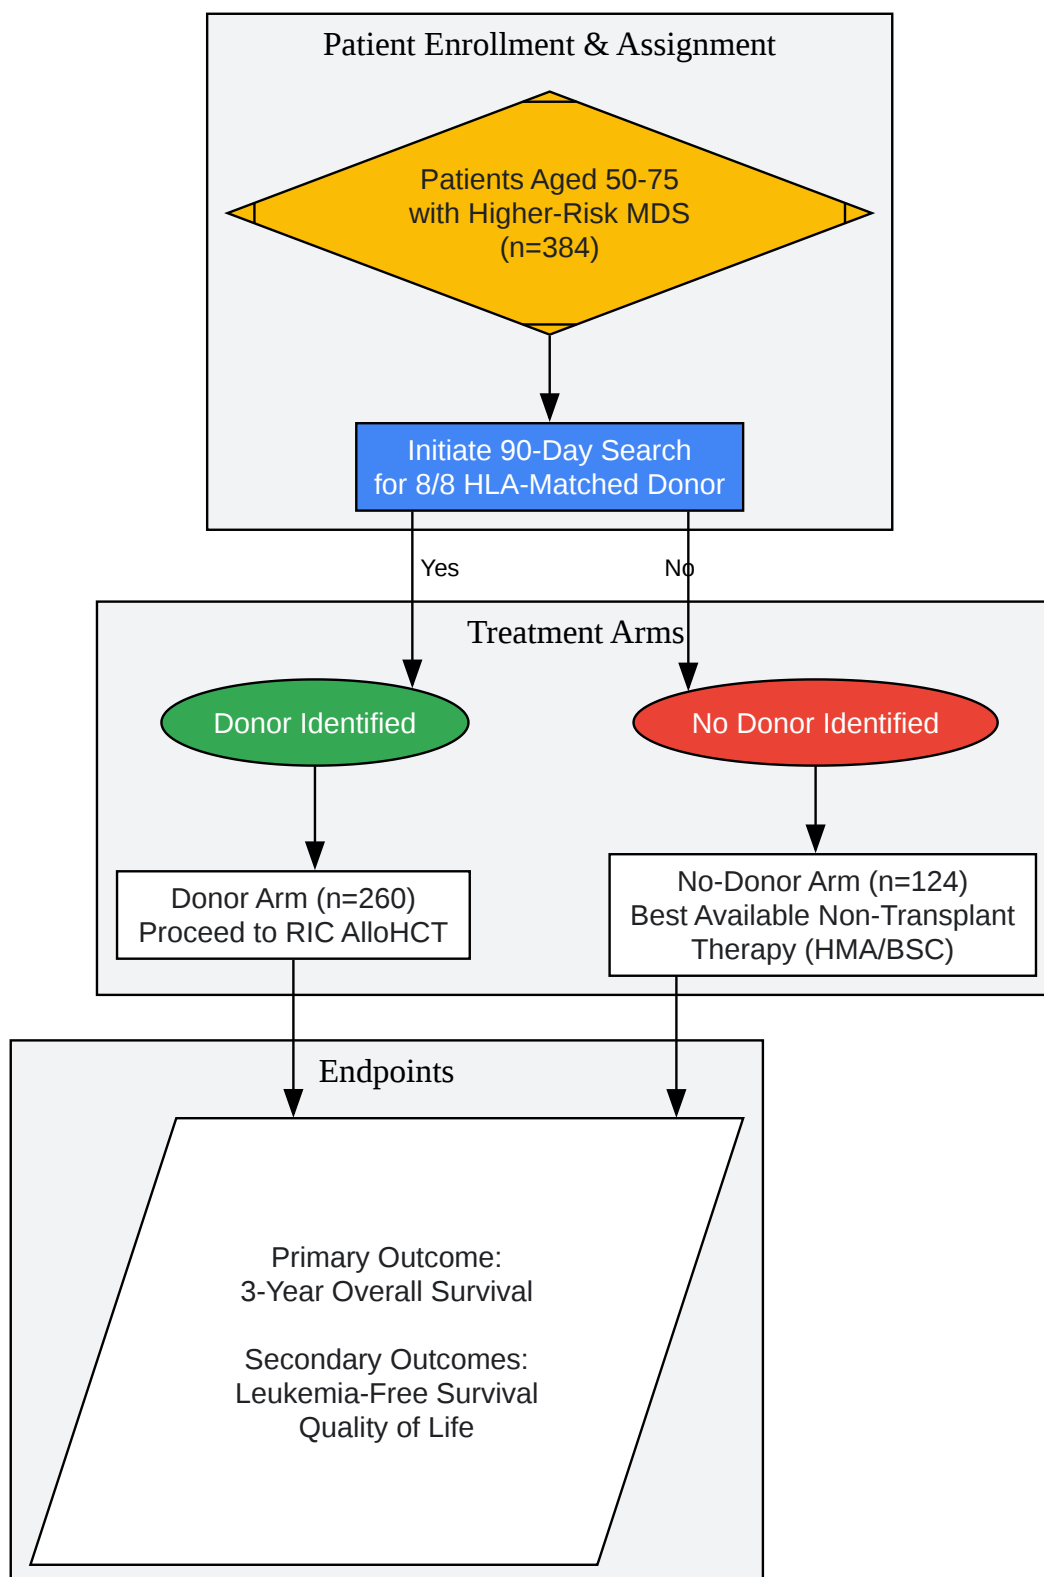 Patient Enrollment & Assignment
Patients Aged 50-75
with Higher-Risk MDS
(n=384)
Initiate 90-Day Search
for 8/8 HLA-Matched Donor
Yes
No
Treatment Arms
Donor Identified
No Donor Identified
Donor Arm (n=260)
Proceed to RIC AlloHCT
No-Donor Arm (n=124)
Best Available Non-Transplant
Therapy (HMA/BSC)
Endpoints
Primary Outcome:
3-Year Overall Survival
Secondary Outcomes:
Leukemia-Free Survival
Quality of Life